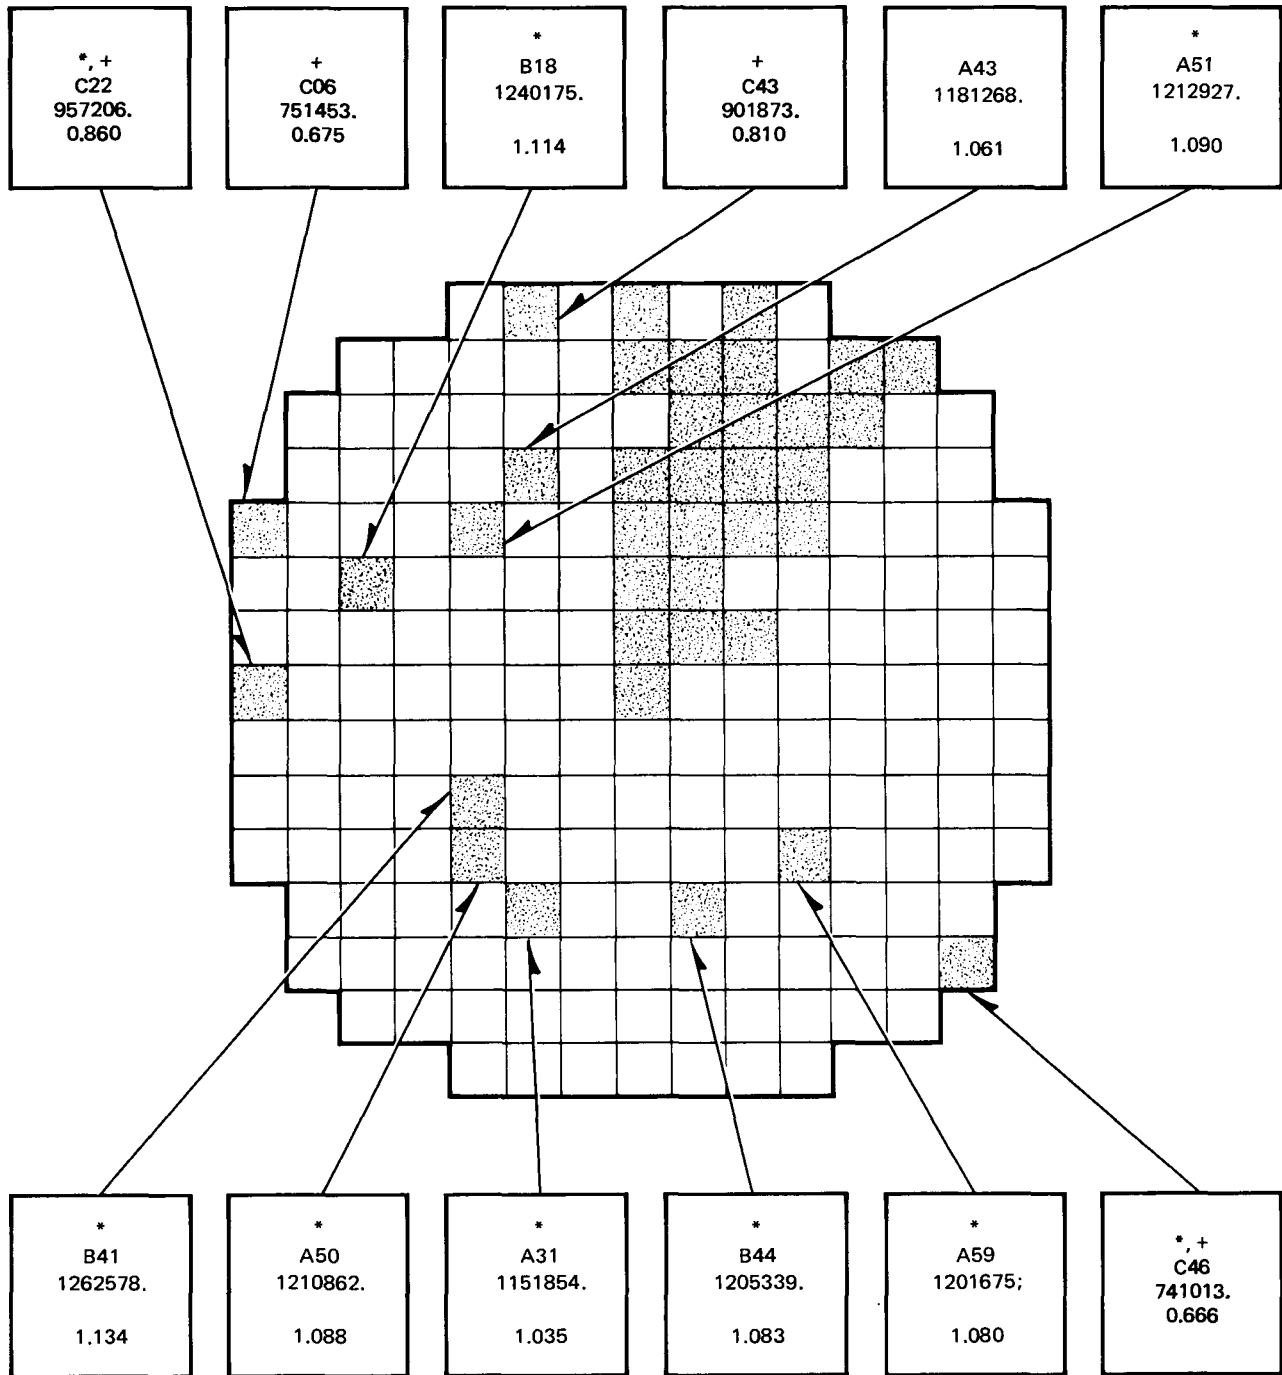 *, +
C22
957206.
0.860
+
C06
751453.
0.675
*
B18
1240175.
1.114
+
C43
901873.
0.810
A43
1181268.
1.061
*
A51
1212927.
1.090
*
B41
1262578.
1.134
*
A50
1210862.
1.088
*
A31
1151854.
1.035
*
B44
1205339.
1.083
*
A59
1201675;
1.080
*, +
C46
741013.
0.666